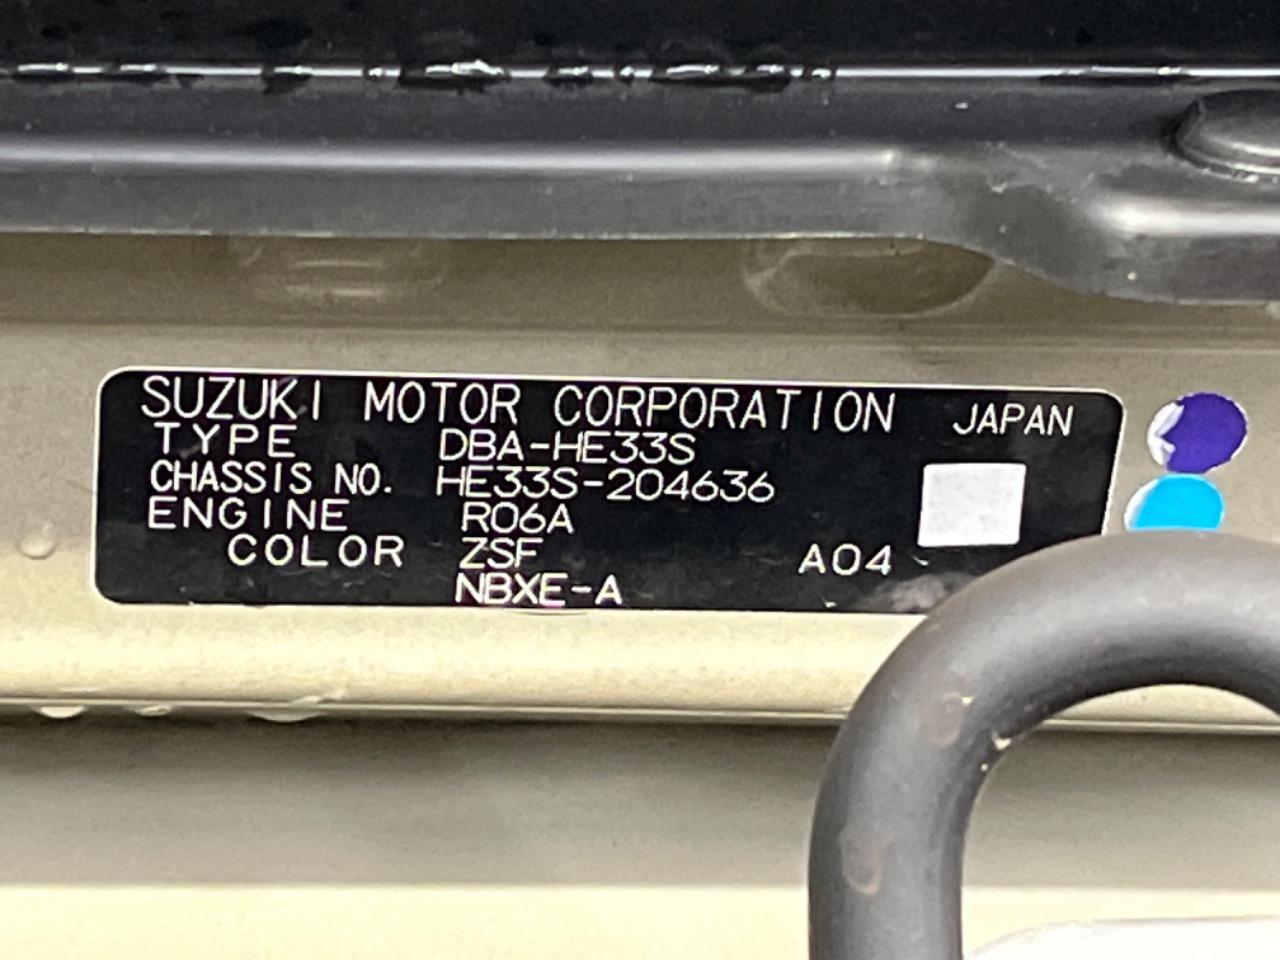 SUZUKI MOTOR CORPORATION JAPAN
TYPE DBA-HE33S
CHASSIS NO. HE33S-204636
ENGINE R06A
COLOR ZSF A04
NBXE-A